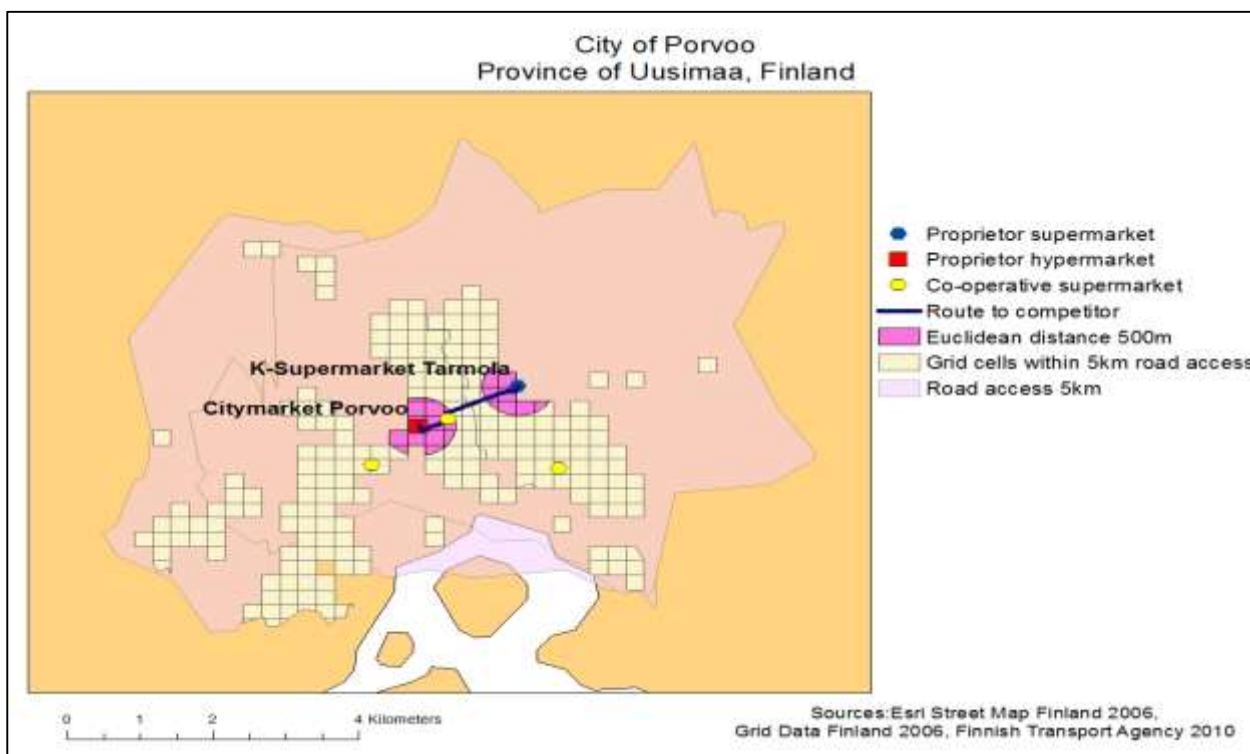 City of Porvoo
Province of Uusimaa, Finland
Proprietor supermarket
Proprietor hypermarket
Co-operative supermarket
Route to competitor
Euclidean distance 500m
Grid cells within 5km road access
Road access 5km
K-Supermarket Tarmola
Citymarket Porvoo
0 1 2 4 Kilometers
Sources:Esri Street Map Finland 2006,
Grid Data Finland 2006, Finnish Transport Agency 2010